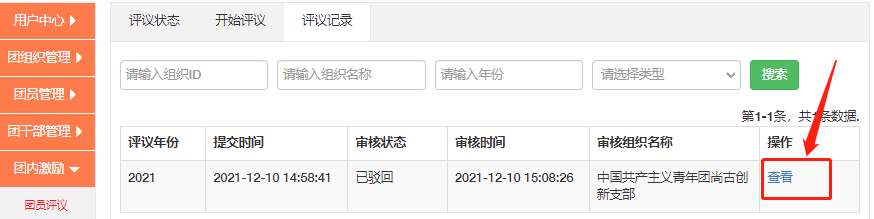 用户中心
团组织管理
团员管理
团干部管理
团内激励
团员评议
评议状态 开始评议 评议记录
请输入组织ID 请输入组织名称 请输入年份 请选择类型 搜索
第1-1条，共1条数据.
评议年份 提交时间 审核状态 审核时间 审核组织名称 操作
2021 2021-12-10 14:58:41 已驳回 2021-12-10 15:08:26 中国共产主义青年团尚古创
新支部 查看